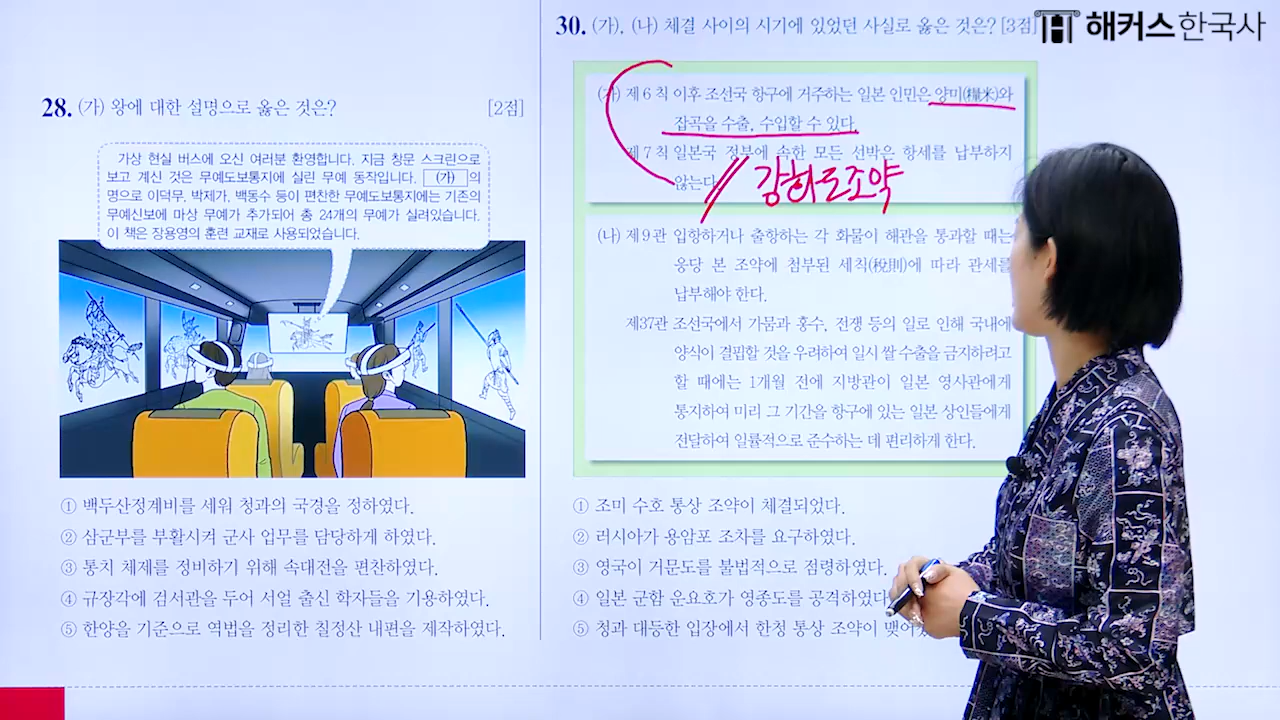 해커스한국사
28. (가) 왕에 대한 설명으로 옳은 것은? [2점]
가상 현실 버스에 오신 여러분 환영합니다. 지금 창문 스크린으로
보고 계신 것은 무예도보통지에 실린 무예 동작입니다. (가) 의
명으로 이덕무, 박제가, 백동수 등이 편찬한 무예도보통지에는 기존의
무예신보에 마상 무예가 추가되어 총 24개의 무예가 실려있습니다.
이 책은 장용영의 훈련 교재로 사용되었습니다.
① 백두산정계비를 세워 청과의 국경을 정하였다.
② 삼군부를 부활시켜 군사 업무를 담당하게 하였다.
③ 통치 체제를 정비하기 위해 속대전을 편찬하였다.
④ 규장각에 검서관을 두어 서얼 출신 학자들을 기용하였다.
⑤ 한양을 기준으로 역법을 정리한 칠정산 내편을 제작하였다.
30. (가), (나) 체결 사이의 시기에 있었던 사실로 옳은 것은? [3점]
(가) 제6칙 이후 조선국 항구에 거주하는 일본 인민은 양미(糧米)와
잡곡을 수출, 수입할 수 있다.
제7칙 일본국 정부에 속한 모든 선박은 항세를 납부하지
않는다.
강화도조약
(나) 제9관 입항하거나 출항하는 각 화물이 해관을 통과할 때는
응당 본 조약에 첨부된 세칙(稅則)에 따라 관세를
납부해야 한다.
제37관 조선국에서 가뭄과 홍수, 전쟁 등의 일로 인해 국내에
양식이 결핍할 것을 우려하여 일시 쌀 수출을 금지하려고
할 때에는 1개월 전에 지방관이 일본 영사관에게
통지하여 미리 그 기간을 항구에 있는 일본 상인들에게
전달하여 일률적으로 준수하는 데 편리하게 한다.
① 조미 수호 통상 조약이 체결되었다.
② 러시아가 용암포 조차를 요구하였다.
③ 영국이 거문도를 불법적으로 점령하였다.
④ 일본 군함 운요호가 영종도를 공격하였다
⑤ 청과 대등한 입장에서 한청 통상 조약이